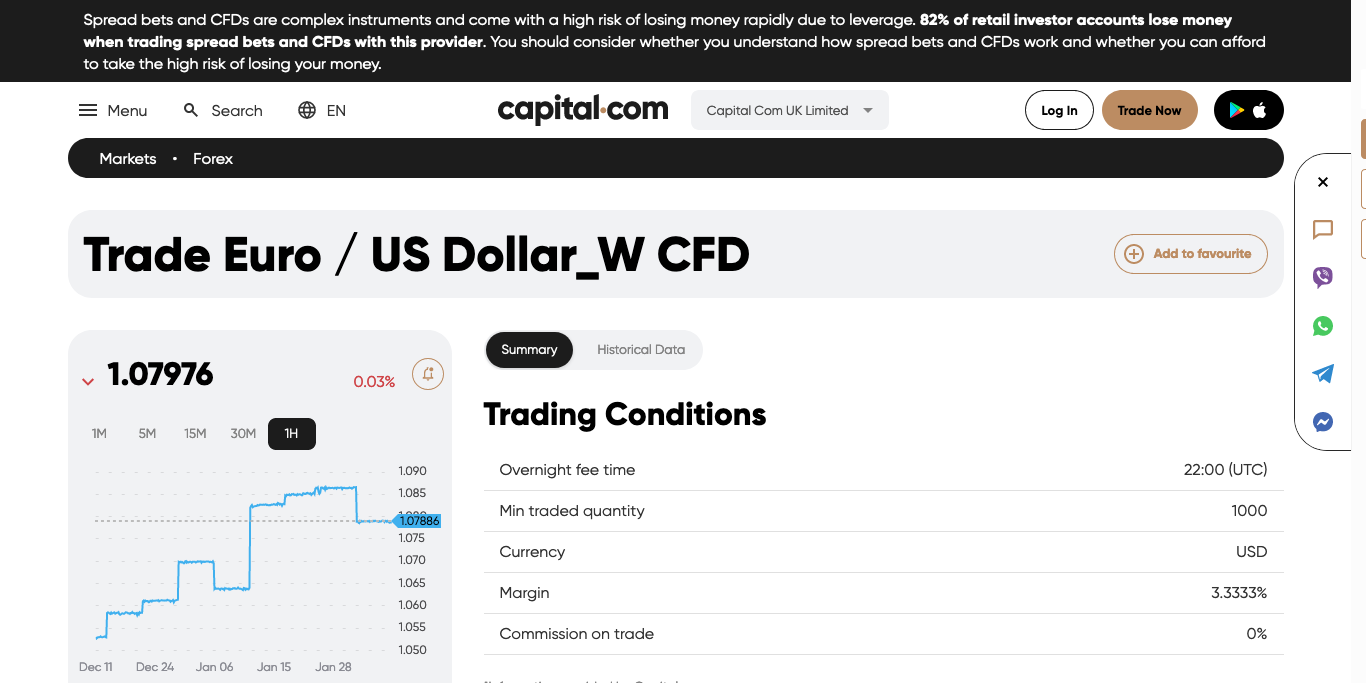 Spread bets and CFDs are complex instruments and come with a high risk of losing money rapidly due to leverage. 82% of retail investor accounts lose money
when trading spread bets and CFDs with this provider. You should consider whether you understand how spread bets and CFDs work and whether you can afford
to take the high risk of losing your money.
Menu
Search
EN
capital.com
Capital Com UK Limited
Log In
Trade Now
Markets • Forex
Trade Euro / US Dollar_W CFD
Add to favourite
1.07976
0.03%
1M 5M 15M 30M 1H
1.090
1.085
1.07886
1.075
1.070
1.065
1.060
1.055
1.050
Dec 11 Dec 24 Jan 06 Jan 15 Jan 28
Summary
Historical Data
Trading Conditions
Overnight fee time 22:00 (UTC)
Min traded quantity 1000
Currency USD
Margin 3.3333%
Commission on trade 0%